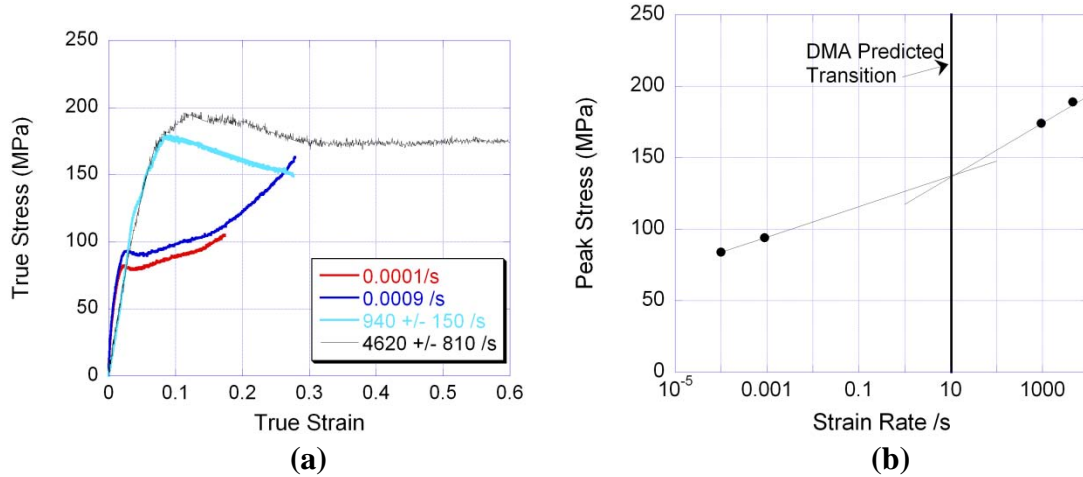 250
200
150
100
50
0
True Stress (MPa)
0 0.1 0.2 0.3 0.4 0.5 0.6
True Strain
0.0001/s
0.0009 /s
940 +/- 150 /s
4620 +/- 810 /s
(a)
250
200
150
100
50
0
Peak Stress (MPa)
DMA Predicted
Transition
10⁻⁵ 0.001 0.1 10 1000
Strain Rate /s
(b)